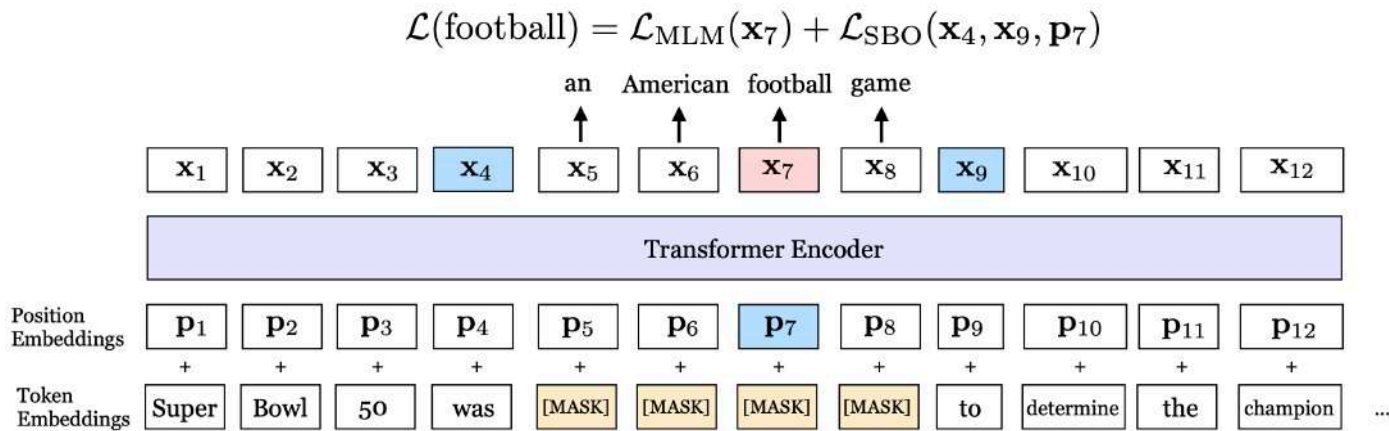 𝓛(football) = 𝓛_MLM(𝐱₇) + 𝓛_SBO(𝐱₄, 𝐱₉, 𝐩₇)
an American football game
𝐱₁ 𝐱₂ 𝐱₃ 𝐱₄ 𝐱₅ 𝐱₆ 𝐱₇ 𝐱₈ 𝐱₉ 𝐱₁₀ 𝐱₁₁ 𝐱₁₂
Transformer Encoder
Position
Embeddings
𝐩₁ 𝐩₂ 𝐩₃ 𝐩₄ 𝐩₅ 𝐩₆ 𝐩₇ 𝐩₈ 𝐩₉ 𝐩₁₀ 𝐩₁₁ 𝐩₁₂
+ + + + + + + + + + + +
Token
Embeddings
Super Bowl 50 was [MASK] [MASK] [MASK] [MASK] to determine the champion ...